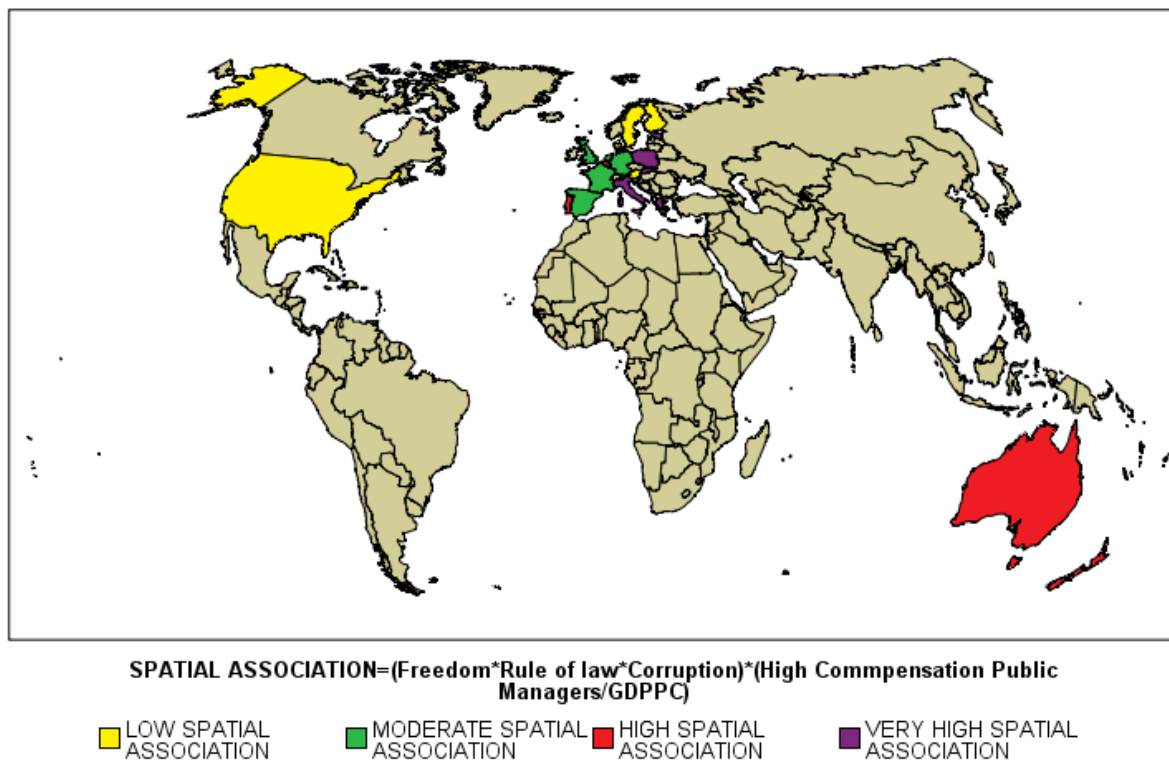 SPATIAL ASSOCIATION=(Freedom*Rule of law*Corruption)*(High Commpensation Public
Managers/GDPPC)
LOW SPATIAL
ASSOCIATION
MODERATE SPATIAL
ASSOCIATION
HIGH SPATIAL
ASSOCIATION
VERY HIGH SPATIAL
ASSOCIATION